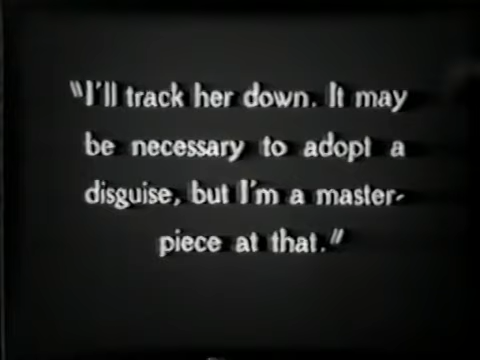 "I'll track her down. It may
be necessary to adopt a
disguise, but I'm a master-
piece at that."